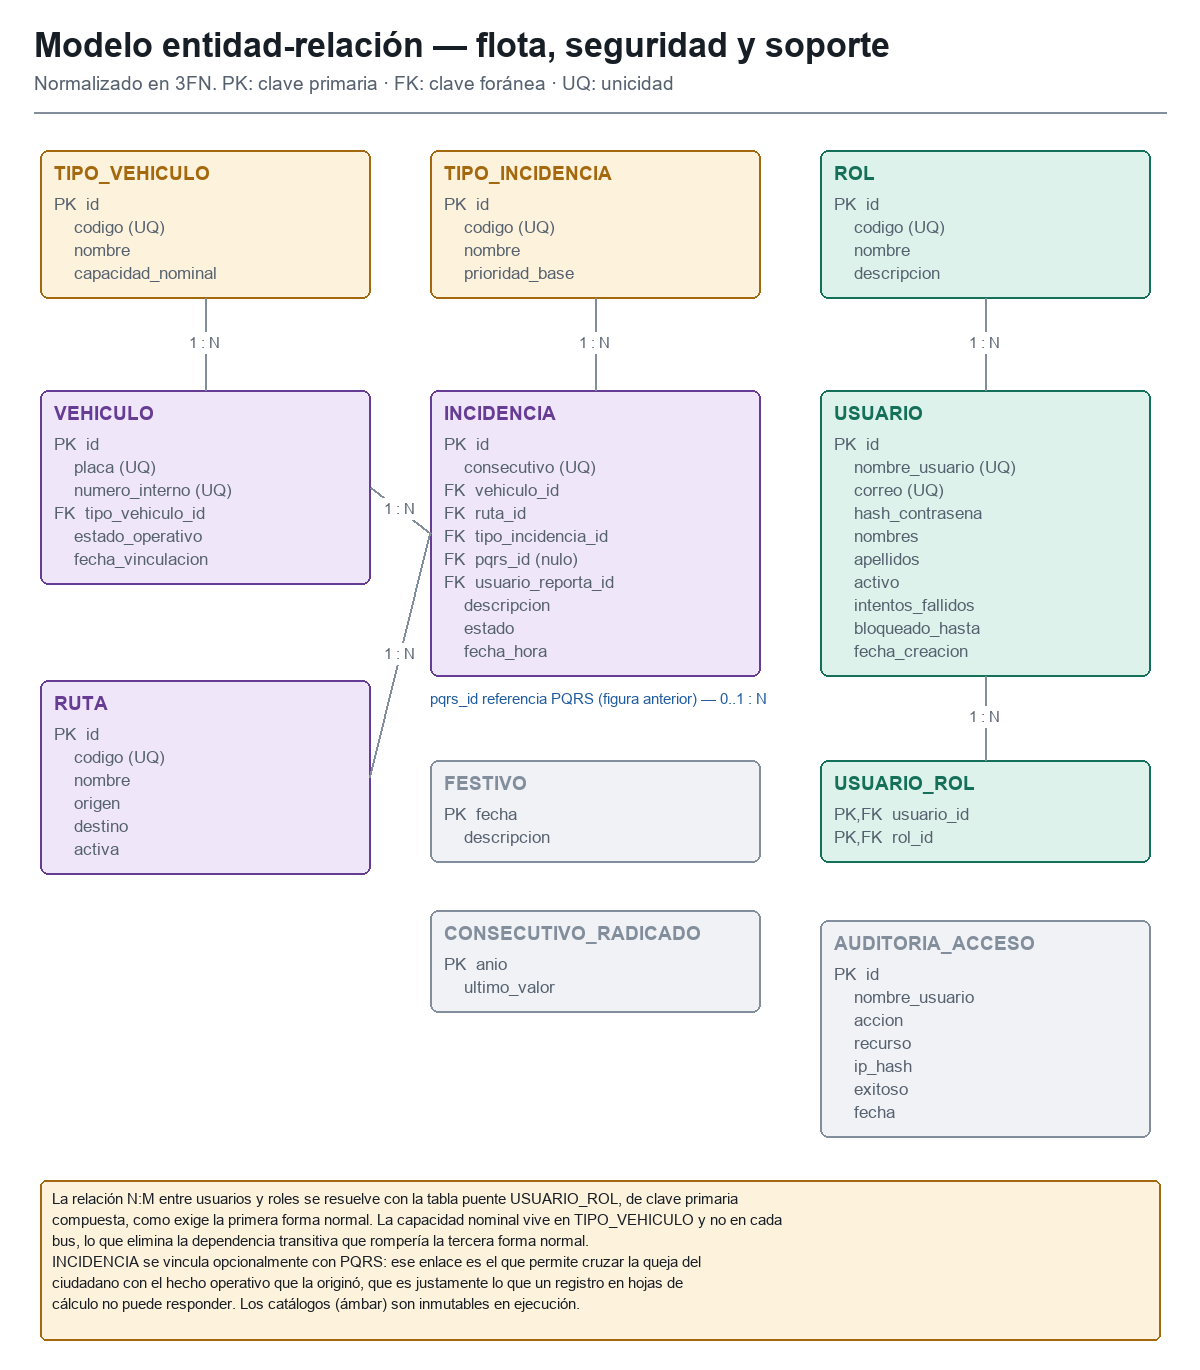 Modelo entidad-relación — flota, seguridad y soporte
Normalizado en 3FN. PK: clave primaria · FK: clave foránea · UQ: unicidad
TIPO_VEHICULO
PK id
codigo (UQ)
nombre
capacidad_nominal
TIPO_INCIDENCIA
PK id
codigo (UQ)
nombre
prioridad_base
ROL
PK id
codigo (UQ)
nombre
descripcion
1 : N
1 : N
1 : N
VEHICULO
PK id
placa (UQ)
numero_interno (UQ)
FK tipo_vehiculo_id
estado_operativo
fecha_vinculacion
1 : N
INCIDENCIA
PK id
consecutivo (UQ)
FK vehiculo_id
FK ruta_id
FK tipo_incidencia_id
FK pqrs_id (nulo)
FK usuario_reporta_id
descripcion
estado
fecha_hora
USUARIO
PK id
nombre_usuario (UQ)
correo (UQ)
hash_contrasena
nombres
apellidos
activo
intentos_fallidos
bloqueado_hasta
fecha_creacion
1 : N
pqrs_id referencia PQRS (figura anterior) — 0..1 : N
1 : N
RUTA
PK id
codigo (UQ)
nombre
origen
destino
activa
FESTIVO
PK fecha
descripcion
USUARIO_ROL
PK,FK usuario_id
PK,FK rol_id
CONSECUTIVO_RADICADO
PK anio
ultimo_valor
AUDITORIA_ACCESO
PK id
nombre_usuario
accion
recurso
ip_hash
exitoso
fecha
La relación N:M entre usuarios y roles se resuelve con la tabla puente USUARIO_ROL, de clave primaria
compuesta, como exige la primera forma normal. La capacidad nominal vive en TIPO_VEHICULO y no en cada
bus, lo que elimina la dependencia transitiva que rompería la tercera forma normal.
INCIDENCIA se vincula opcionalmente con PQRS: ese enlace es el que permite cruzar la queja del
ciudadano con el hecho operativo que la originó, que es justamente lo que un registro en hojas de
cálculo no puede responder. Los catálogos (ámbar) son inmutables en ejecución.